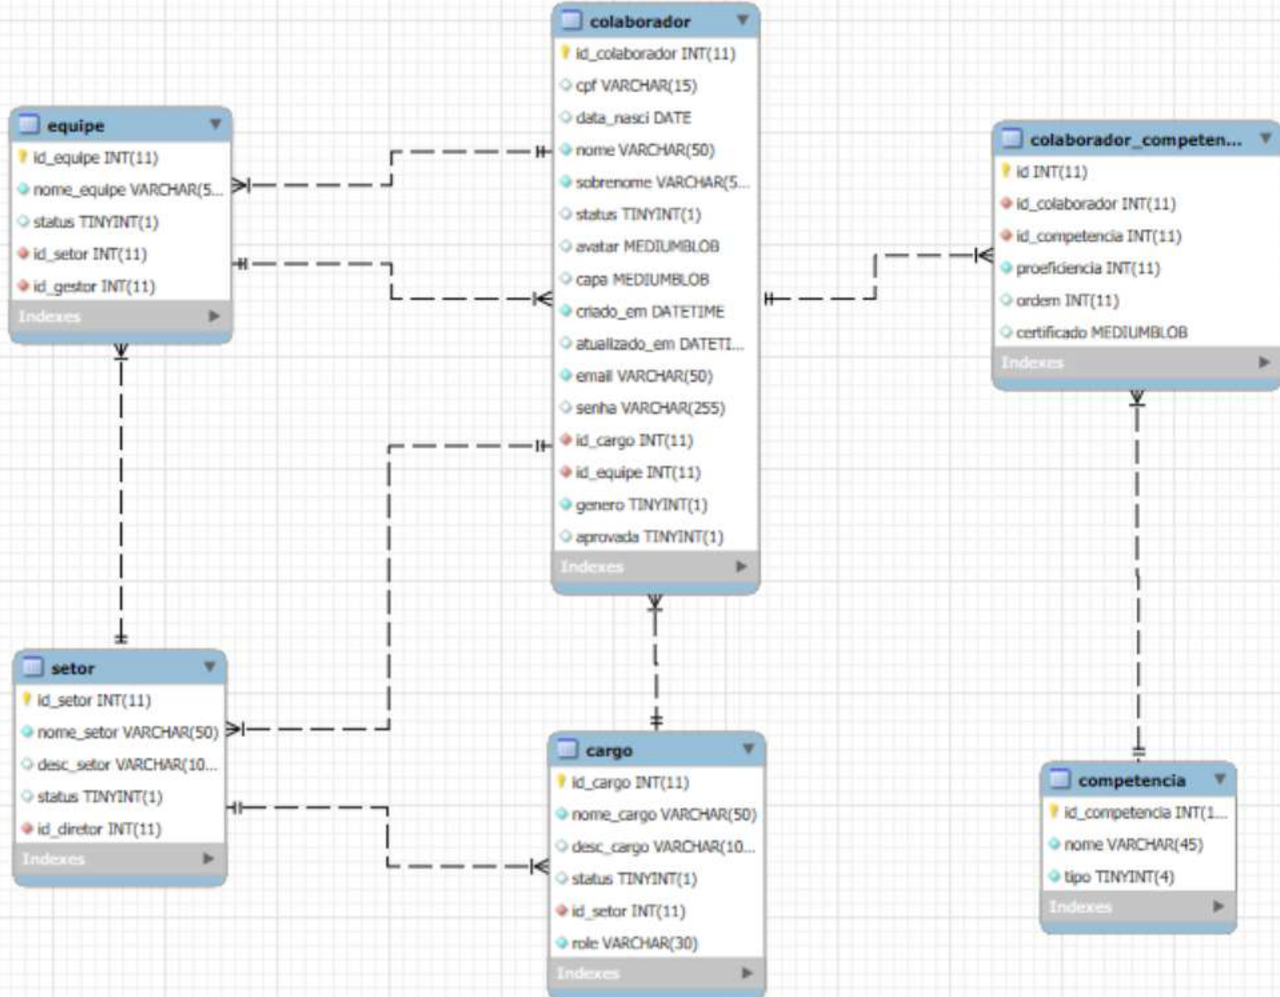 colaborador
id_colaborador INT(11)
cpf VARCHAR(15)
data_nasci DATE
nome VARCHAR(50)
sobrenome VARCHAR(5...
status TINYINT(1)
avatar MEDIUMBLOB
capa MEDIUMBLOB
criado_em DATETIME
atualizado_em DATETI...
email VARCHAR(50)
senha VARCHAR(255)
id_cargo INT(11)
id_equipe INT(11)
genero TINYINT(1)
aprovada TINYINT(1)
Indexes
equipe
id_equipe INT(11)
nome_equipe VARCHAR(5...
status TINYINT(1)
id_setor INT(11)
id_gestor INT(11)
Indexes
colaborador_competen...
id INT(11)
id_colaborador INT(11)
id_competencia INT(11)
proeficiencia INT(11)
ordem INT(11)
certificado MEDIUMBLOB
Indexes
setor
id_setor INT(11)
nome_setor VARCHAR(50)
desc_setor VARCHAR(10...
status TINYINT(1)
id_diretor INT(11)
Indexes
cargo
id_cargo INT(11)
nome_cargo VARCHAR(50)
desc_cargo VARCHAR(10...
status TINYINT(1)
id_setor INT(11)
role VARCHAR(30)
Indexes
competencia
id_competencia INT(1...
nome VARCHAR(45)
tipo TINYINT(4)
Indexes